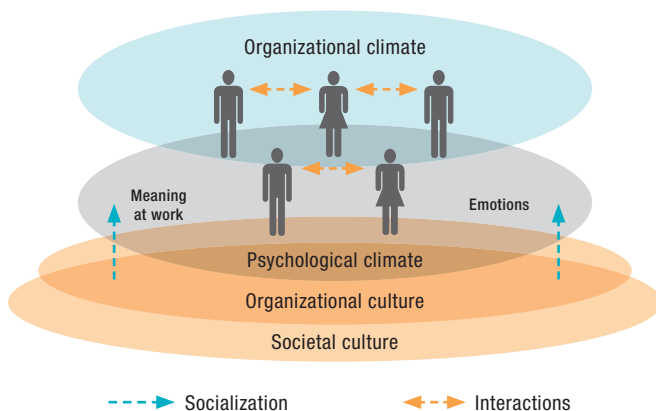 Organizational climate
Meaning
at work
Emotions
Psychological climate
Organizational culture
Societal culture
Socialization
Interactions